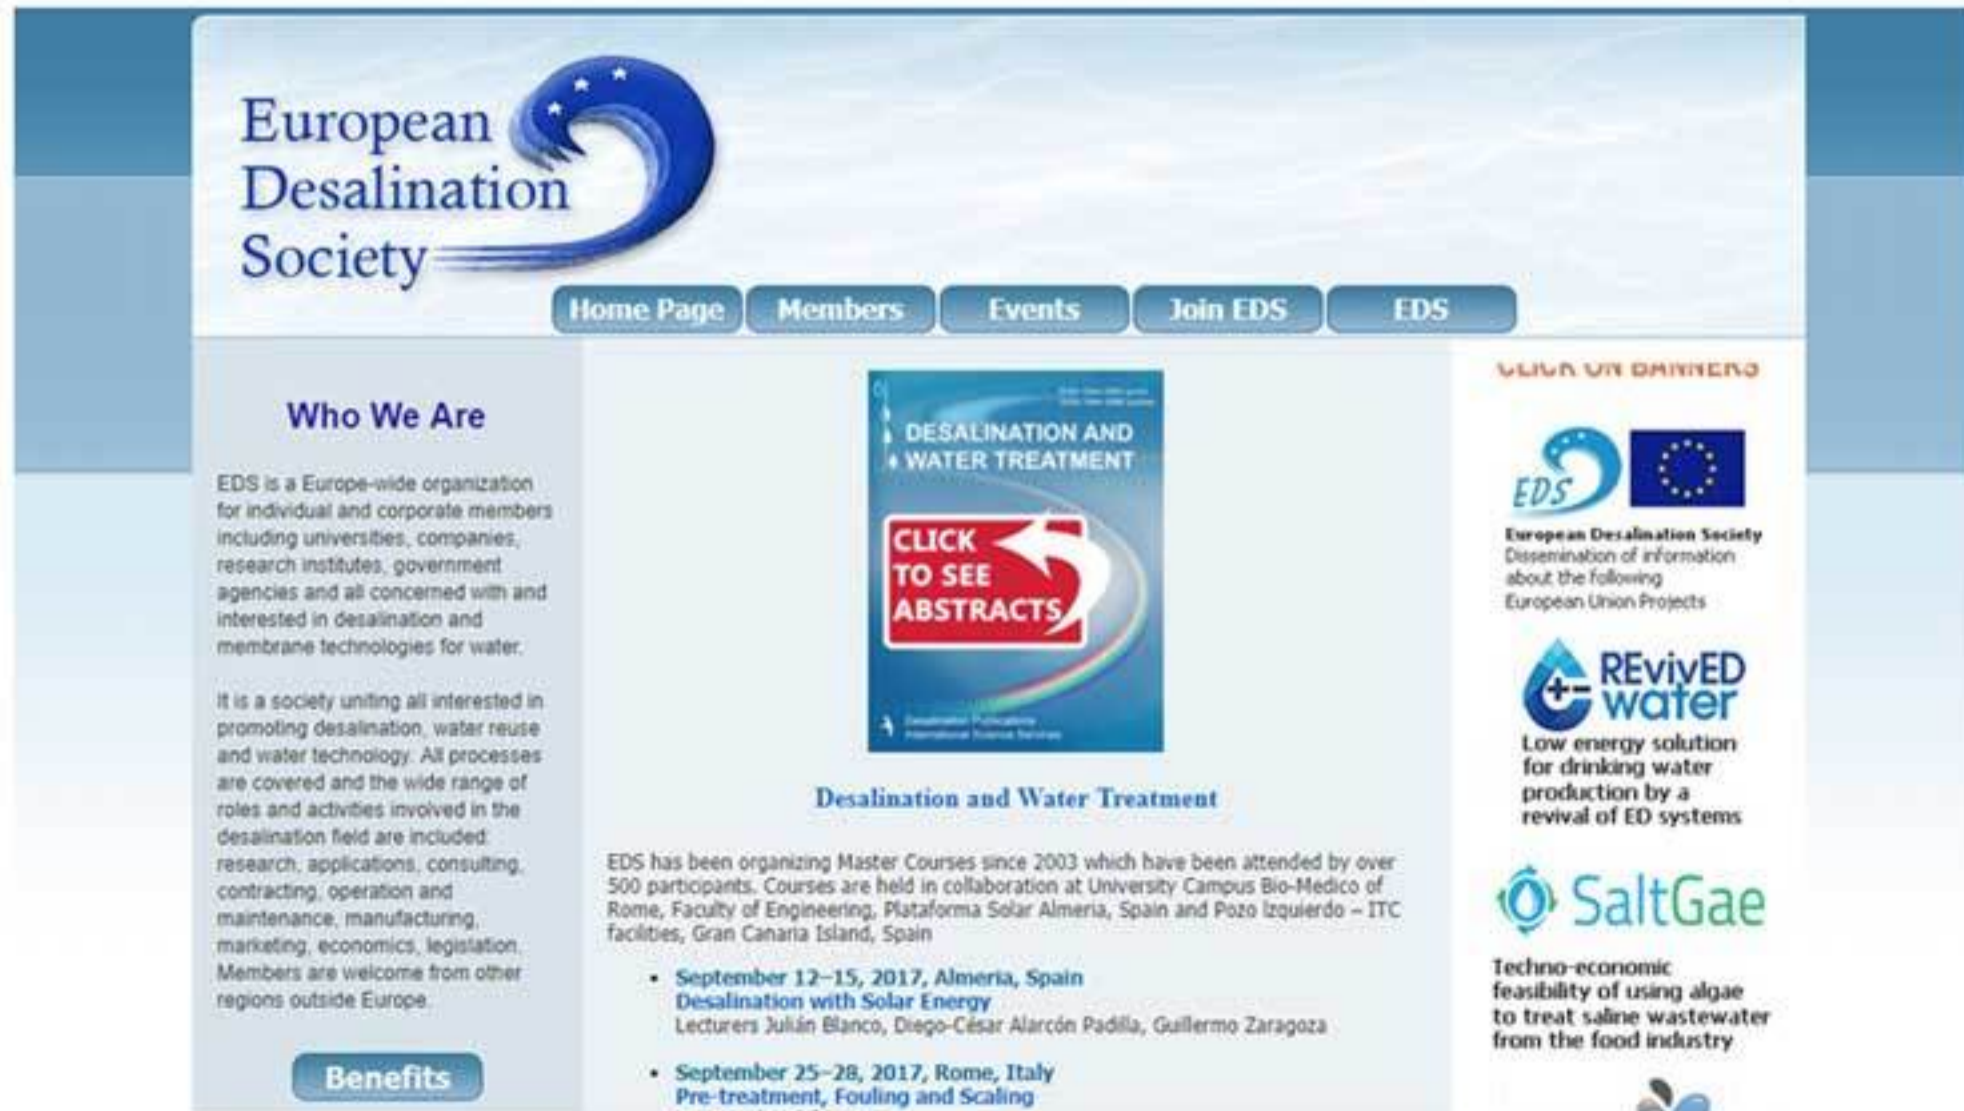 European
Desalination
Society
Home Page
Members
Events
Join EDS
EDS
Who We Are
EDS is a Europe-wide organization
for individual and corporate members
including universities, companies,
research institutes, government
agencies and all concerned with and
interested in desalination and
membrane technologies for water.
It is a society uniting all interested in
promoting desalination, water reuse
and water technology. All processes
are covered and the wide range of
roles and activities involved in the
desalination field are included:
research, applications, consulting,
contracting, operation and
maintenance, manufacturing,
marketing, economics, legislation.
Members are welcome from other
regions outside Europe.
Benefits
DESALINATION AND
WATER TREATMENT
CLICK
TO SEE
ABSTRACTS
Desalination Publications
International Science Services
Desalination and Water Treatment
EDS has been organizing Master Courses since 2003 which have been attended by over
500 participants. Courses are held in collaboration at University Campus Bio-Medico of
Rome, Faculty of Engineering, Plataforma Solar Almeria, Spain and Pozo Izquierdo – ITC
facilities, Gran Canaria Island, Spain
• September 12–15, 2017, Almeria, Spain
Desalination with Solar Energy
Lecturers Julián Blanco, Diego-César Alarcón Padilla, Guillermo Zaragoza
• September 25–28, 2017, Rome, Italy
Pre-treatment, Fouling and Scaling
CLICK ON BANNERS
EDS
European Desalination Society
Dissemination of information
about the following
European Union Projects
REvivED
water
Low energy solution
for drinking water
production by a
revival of ED systems
SaltGae
Techno-economic
feasibility of using algae
to treat saline wastewater
from the food industry